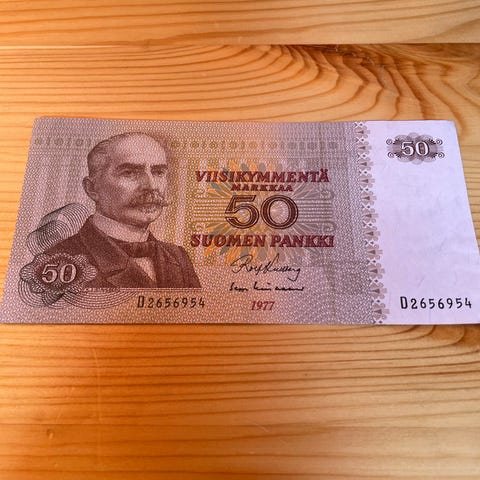 50
VIISIKYMMENTÄ
MARKKAA
50
SUOMEN PANKKI
50
D2656954
1977
D2656954